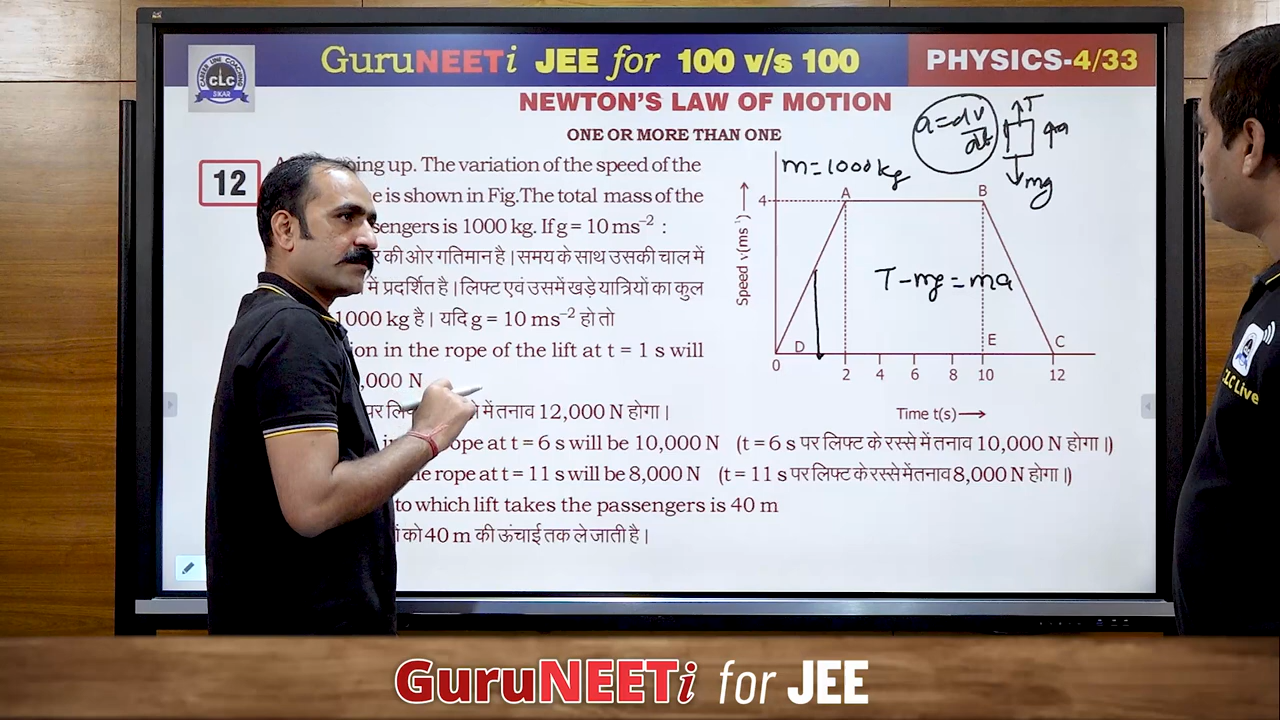 GuruNEETi JEE for 100 v/s 100
PHYSICS-4/33
CLC
SIKAR
NEWTON'S LAW OF MOTION
ONE OR MORE THAN ONE
12
ing up. The variation of the speed of the
e is shown in Fig.The total mass of the
sengers is 1000 kg. If g = 10 ms⁻² :
की ओर गतिमान है। समय के साथ उसकी चाल में
में प्रदर्शित है। लिफ्ट एवं उसमें खड़े यात्रियों का कुल
1000 kg है। यदि g = 10 ms⁻² हो तो
ion in the rope of the lift at t = 1 s will
,000 N
पर में तनाव 12,000 N होगा।
ope at t = 6 s will be 10,000 N (t = 6 s पर लिफ्ट के रस्से में तनाव 10,000 N होगा।)
he rope at t = 11 s will be 8,000 N (t = 11 s पर लिफ्ट के रस्से में तनाव 8,000 N होगा।)
to which lift takes the passengers is 40 m
को 40 m की ऊंचाई तक ले जाती है।
m = 1000 kg
a = dv/dt
T
a
mg
T - mg = ma
4
A
B
Speed v(ms⁻¹)
D
E
C
0 2 4 6 8 10 12
Time t(s)
CLC Live
GuruNEETi for JEE